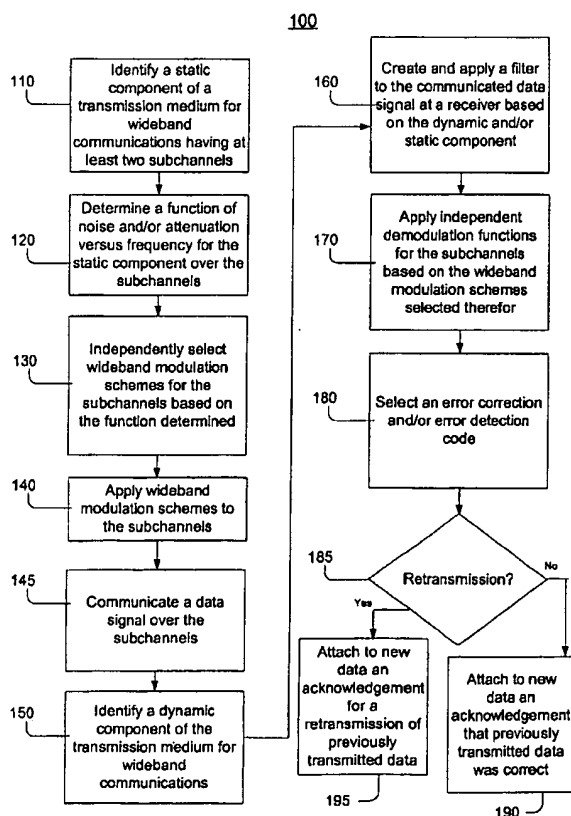 100
110
Identify a static
component of a
transmission medium for
wideband
communications having at
least two subchannels
120
Determine a function of
noise and/or attenuation
versus frequency for the
static component over the
subchannels
130
Independently select
wideband modulation
schemes for the
subchannels based on
the function determined
140
Apply wideband
modulation schemes to
the subchannels
145
Communicate a data
signal over the
subchannels
150
Identify a dynamic
component of the
transmission medium for
wideband
communications
160
Create and apply a filter
to the communicated data
signal at a receiver based
on the dynamic and/or
static component
170
Apply independent
demodulation functions
for the subchannels
based on the wideband
modulation schemes
selected therefor
180
Select an error correction
and/or error detection
code
185
Retransmission?
Yes
No
Attach to new
data an
acknowledgement
for a
retransmission of
previously
transmitted data
195
Attach to new
data an
acknowledgement
that previously
transmitted data
was correct
190